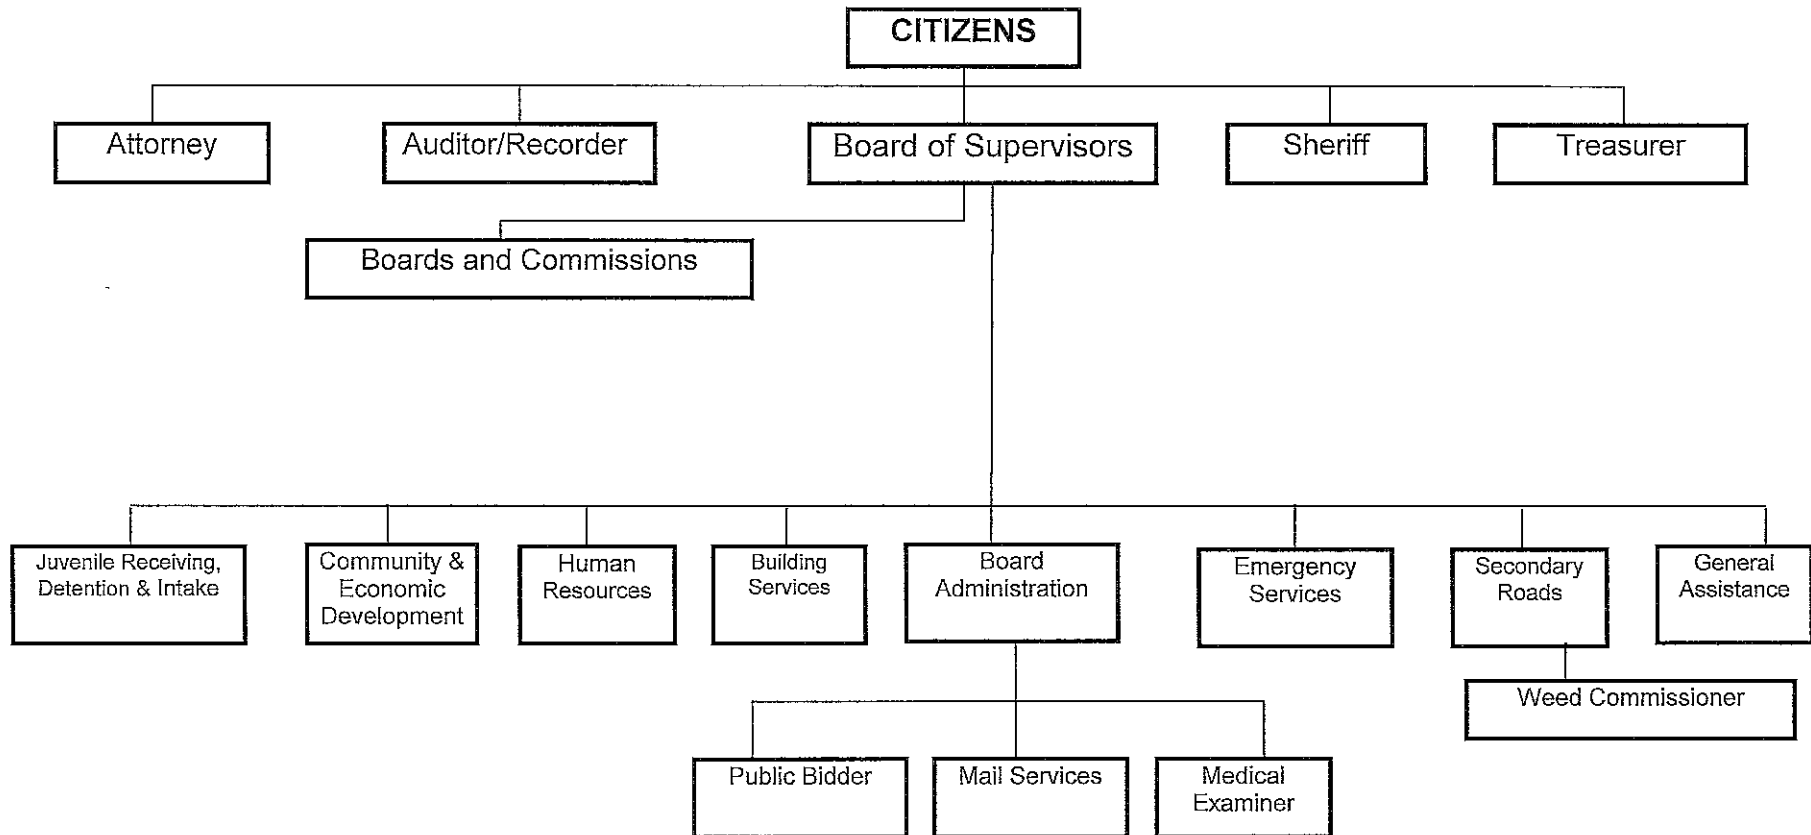 CITIZENS
Attorney
Auditor/Recorder
Board of Supervisors
Sheriff
Treasurer
Boards and Commissions
Juvenile Receiving,
Detention & Intake
Community &
Economic
Development
Human
Resources
Building
Services
Board
Administration
Emergency
Services
Secondary
Roads
General
Assistance
Weed Commissioner
Public Bidder
Mail Services
Medical
Examiner